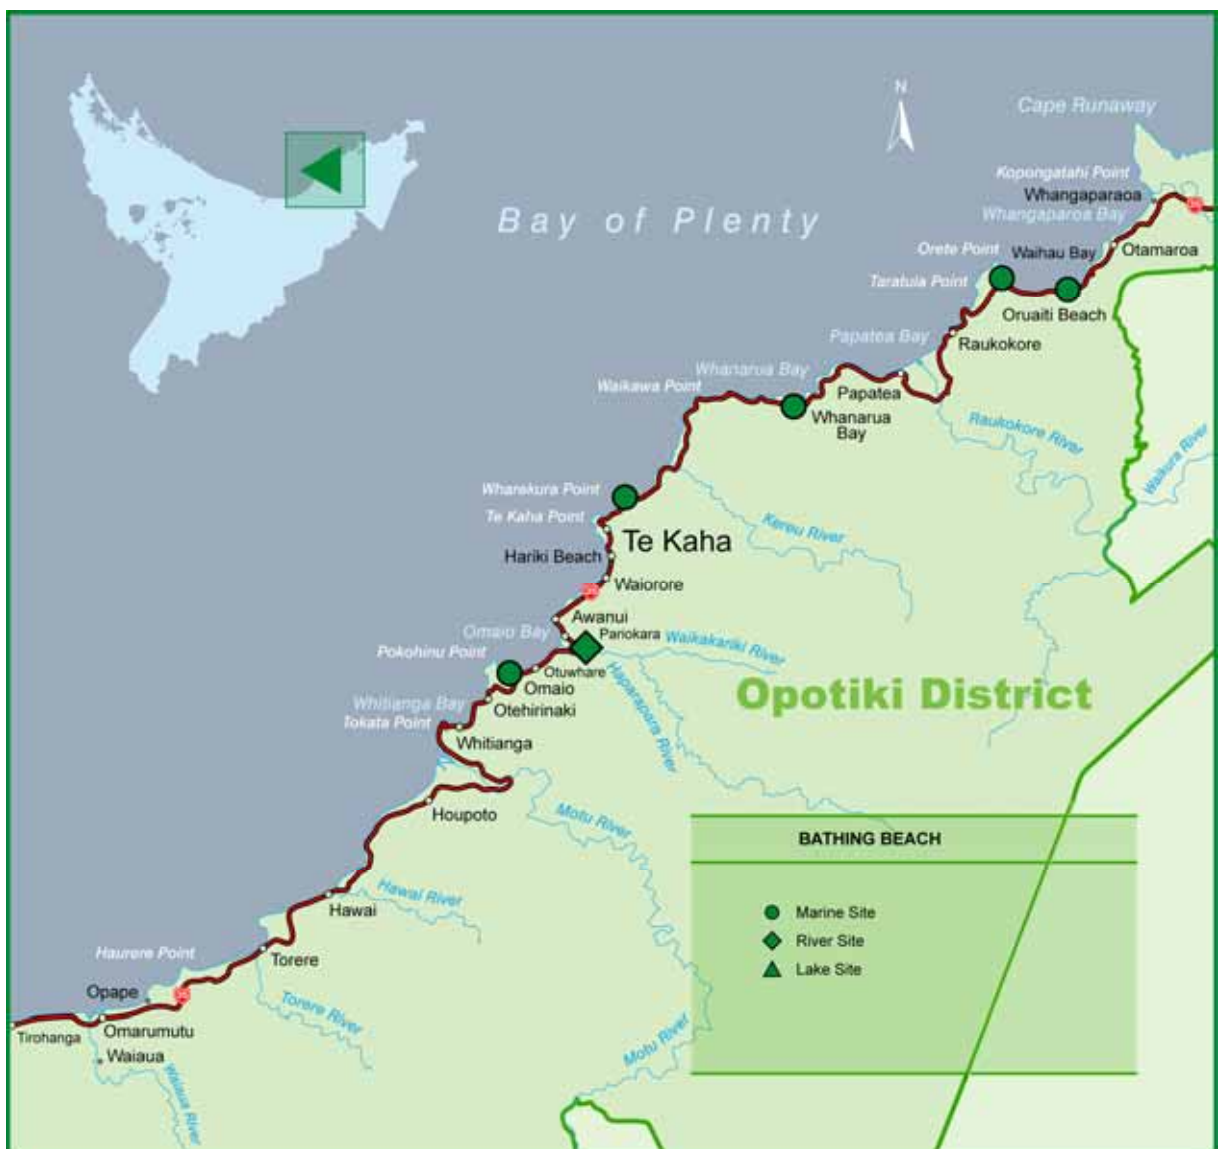 N
Cape Runaway
Kopongatahi Point
Whangaparaoa
Whangaparoa Bay
Bay of Plenty
Orete Point
Waihau Bay
Otamaroa
Taratula Point
Oruaiti Beach
Papatea Bay
Raukokore
Whanarua Bay
Waikawa Point
Papatea
Whanarua
Bay
Raukokore River
Waikura River
Wharekura Point
Te Kaha Point
Kereu River
Te Kaha
Hariki Beach
Waiorore
Awanui
Omaio Bay
Pariokara
Waikakariki River
Pokohinu Point
Otuwhare
Haparapara River
Omaio
Opotiki District
Whitianga Bay
Otehirinaki
Tokata Point
Whitianga
Houpoto
Motu River
BATHING BEACH
Hawai River
Hawai
Marine Site
River Site
Lake Site
Haurere Point
Torere
Opape
Torere River
Tirohanga
Omarumutu
Motu River
Waiaua
Waiaua River